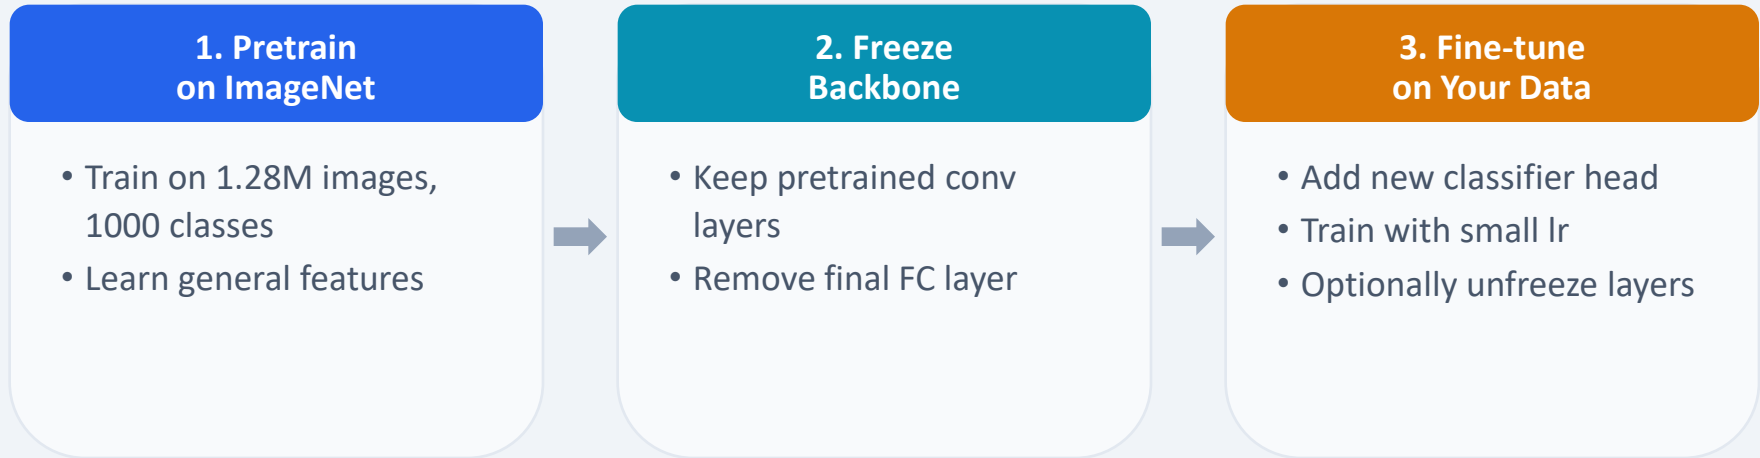 1. Pretrain
on ImageNet
• Train on 1.28M images,
1000 classes
• Learn general features
2. Freeze
Backbone
• Keep pretrained conv
layers
• Remove final FC layer
3. Fine-tune
on Your Data
• Add new classifier head
• Train with small lr
• Optionally unfreeze layers